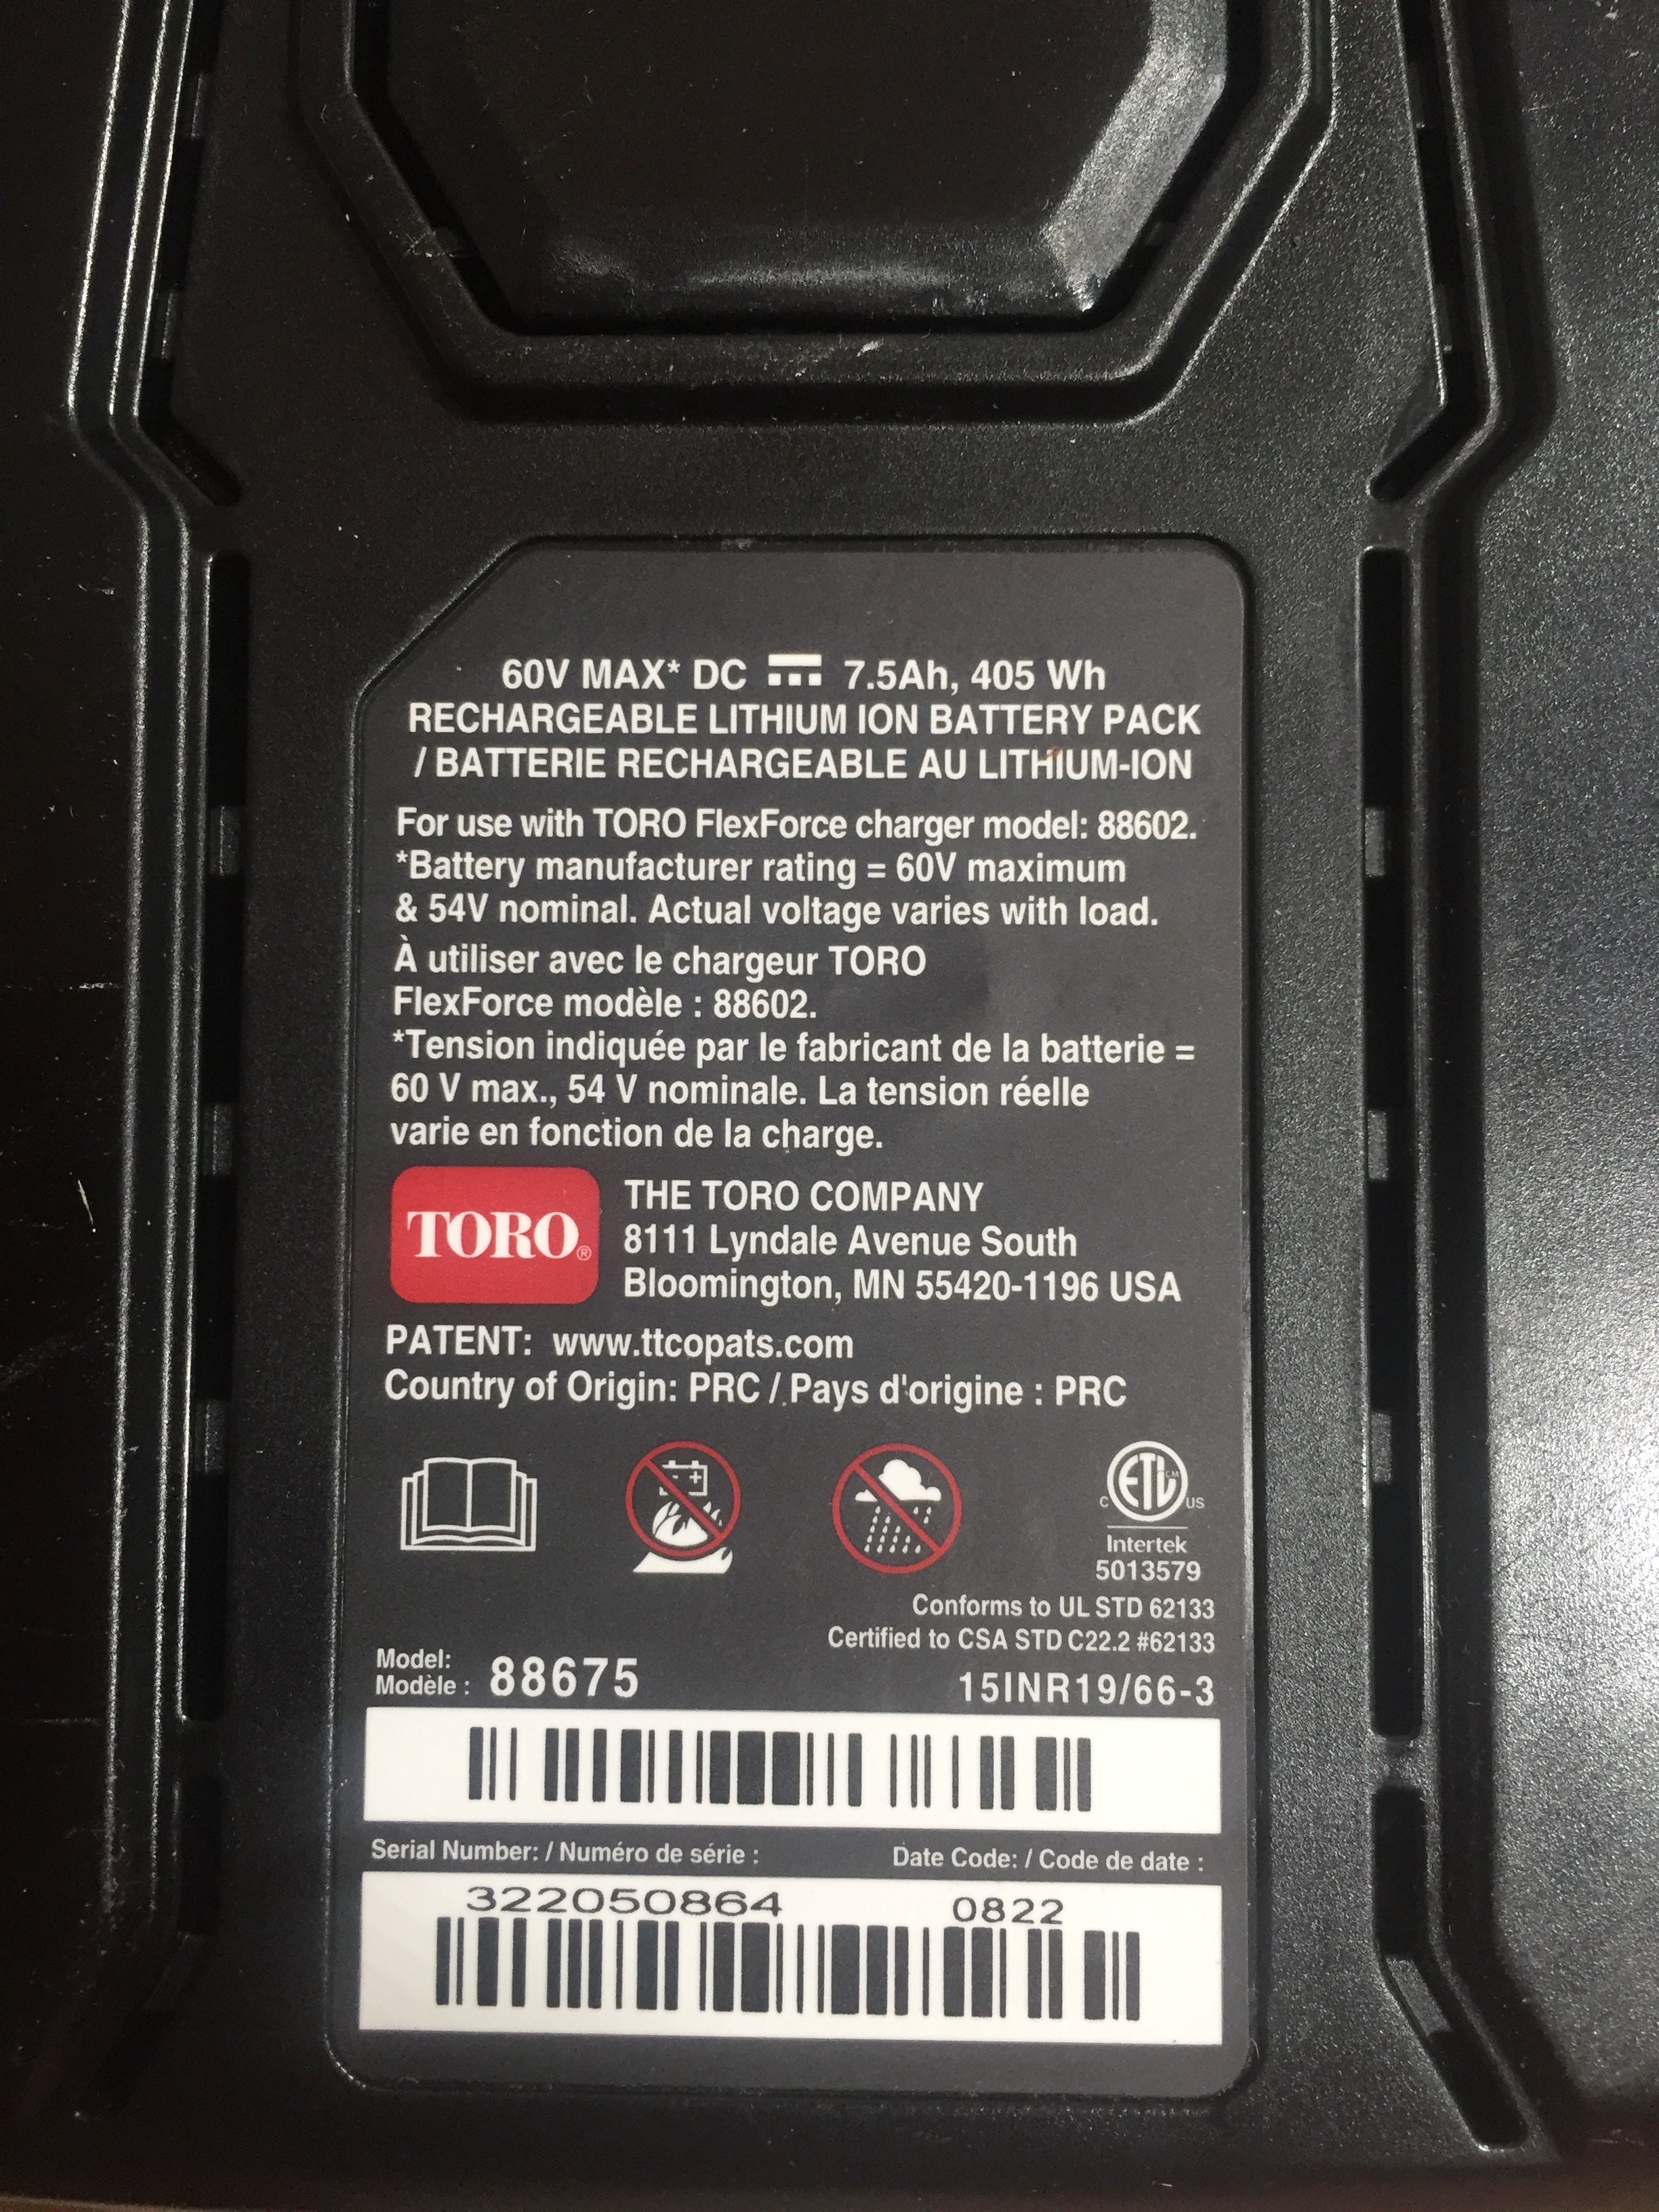 60V MAX* DC 7.5Ah, 405 Wh
RECHARGEABLE LITHIUM ION BATTERY PACK
/ BATTERIE RECHARGEABLE AU LITHIUM-ION
For use with TORO FlexForce charger model: 88602.
*Battery manufacturer rating = 60V maximum
& 54V nominal. Actual voltage varies with load.
À utiliser avec le chargeur TORO
FlexForce modèle : 88602.
*Tension indiquée par le fabricant de la batterie =
60 V max., 54 V nominale. La tension réelle
varie en fonction de la charge.
TORO®
THE TORO COMPANY
8111 Lyndale Avenue South
Bloomington, MN 55420-1196 USA
PATENT: www.ttcopats.com
Country of Origin: PRC / Pays d'origine : PRC
C ETL CM US
Intertek
5013579
Conforms to UL STD 62133
Certified to CSA STD C22.2 #62133
Model:
Modèle : 88675
15INR19/66-3
Serial Number: / Numéro de série :
Date Code: / Code de date :
322050864
0822